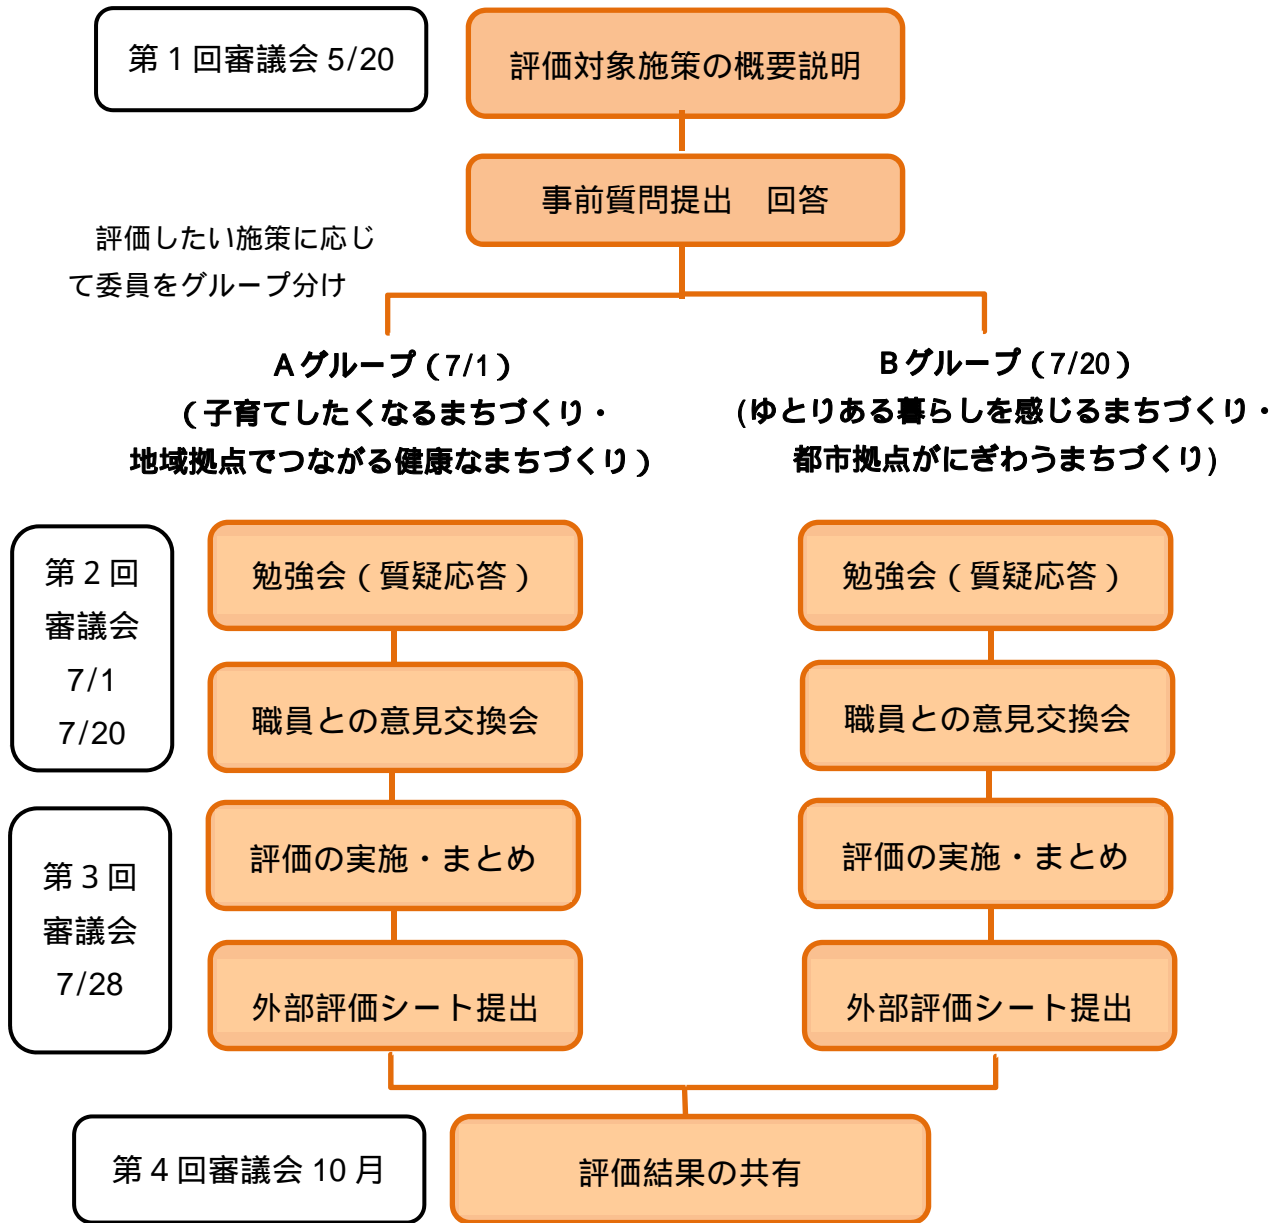 第1回審議会 5/20
評価対象施策の概要説明
事前質問提出　回答
評価したい施策に応じ
て委員をグループ分け
Aグループ（7/1）
（子育てしたくなるまちづくり・
地域拠点でつながる健康なまちづくり）
Bグループ（7/20）
(ゆとりある暮らしを感じるまちづくり・
都市拠点がにぎわうまちづくり)
第2回
審議会
7/1
7/20
勉強会（質疑応答）
職員との意見交換会
勉強会（質疑応答）
職員との意見交換会
第3回
審議会
7/28
評価の実施・まとめ
外部評価シート提出
評価の実施・まとめ
外部評価シート提出
第4回審議会 10月
評価結果の共有